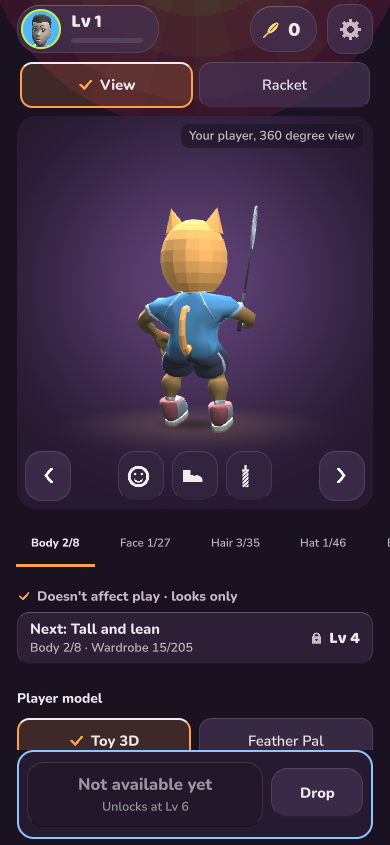 Lv 1
0
View
Racket
Your player, 360 degree view
Body 2/8
Face 1/27
Hair 3/35
Hat 1/46
Doesn't affect play · looks only
Next: Tall and lean
Body 2/8 · Wardrobe 15/205
Lv 4
Player model
Toy 3D
Feather Pal
Not available yet
Unlocks at Lv 6
Drop